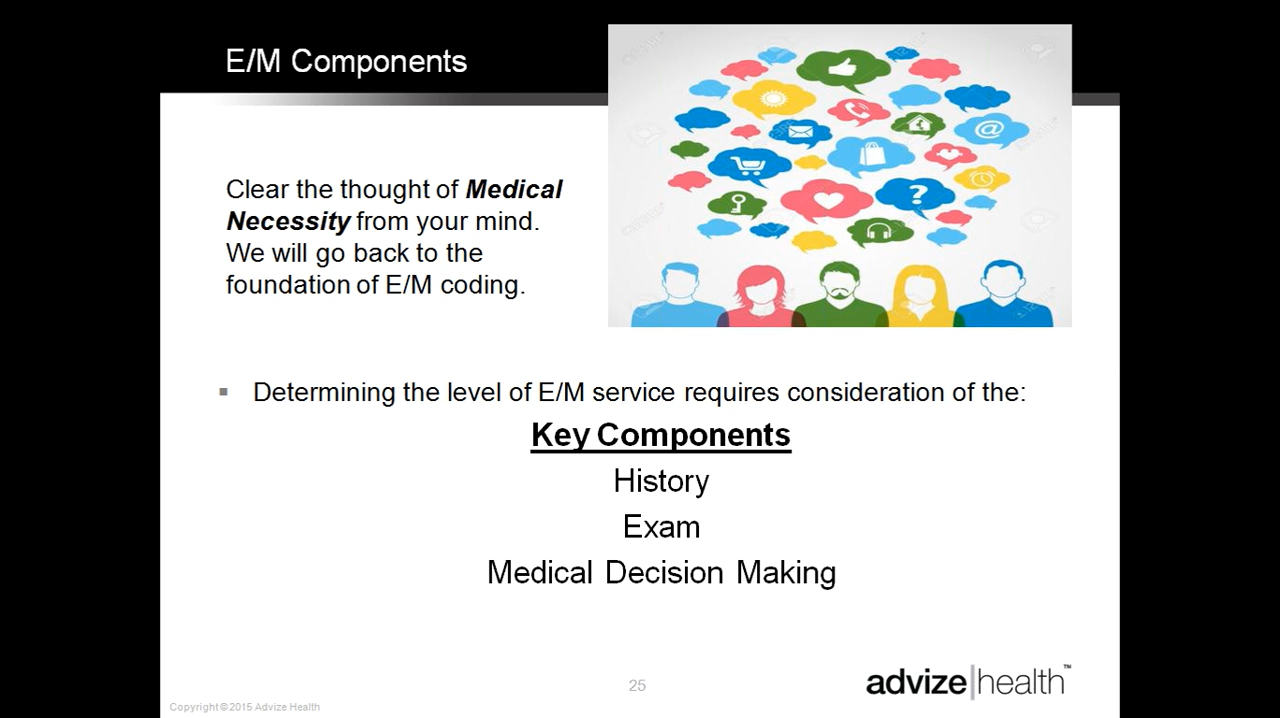 E/M Components
Clear the thought of Medical
Necessity from your mind.
We will go back to the
foundation of E/M coding.
▪ Determining the level of E/M service requires consideration of the:
Key Components
History
Exam
Medical Decision Making
25
advize|health™
Copyright©2015 Advize Health